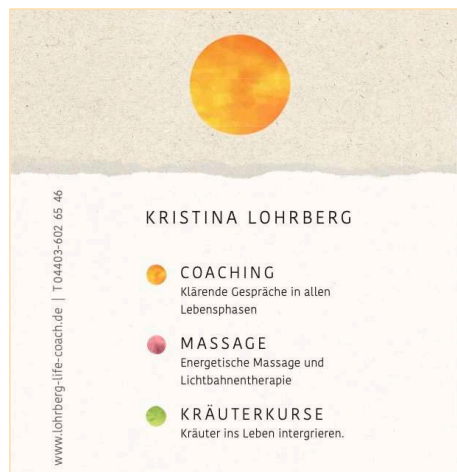 KRISTINA LOHRBERG
COACHING
Klärende Gespräche in allen
Lebensphasen
MASSAGE
Energetische Massage und
Lichtbahnentherapie
KRÄUTERKURSE
Kräuter ins Leben intergrieren.
www.lohrberg-life-coach.de | T 04403-602 65 46